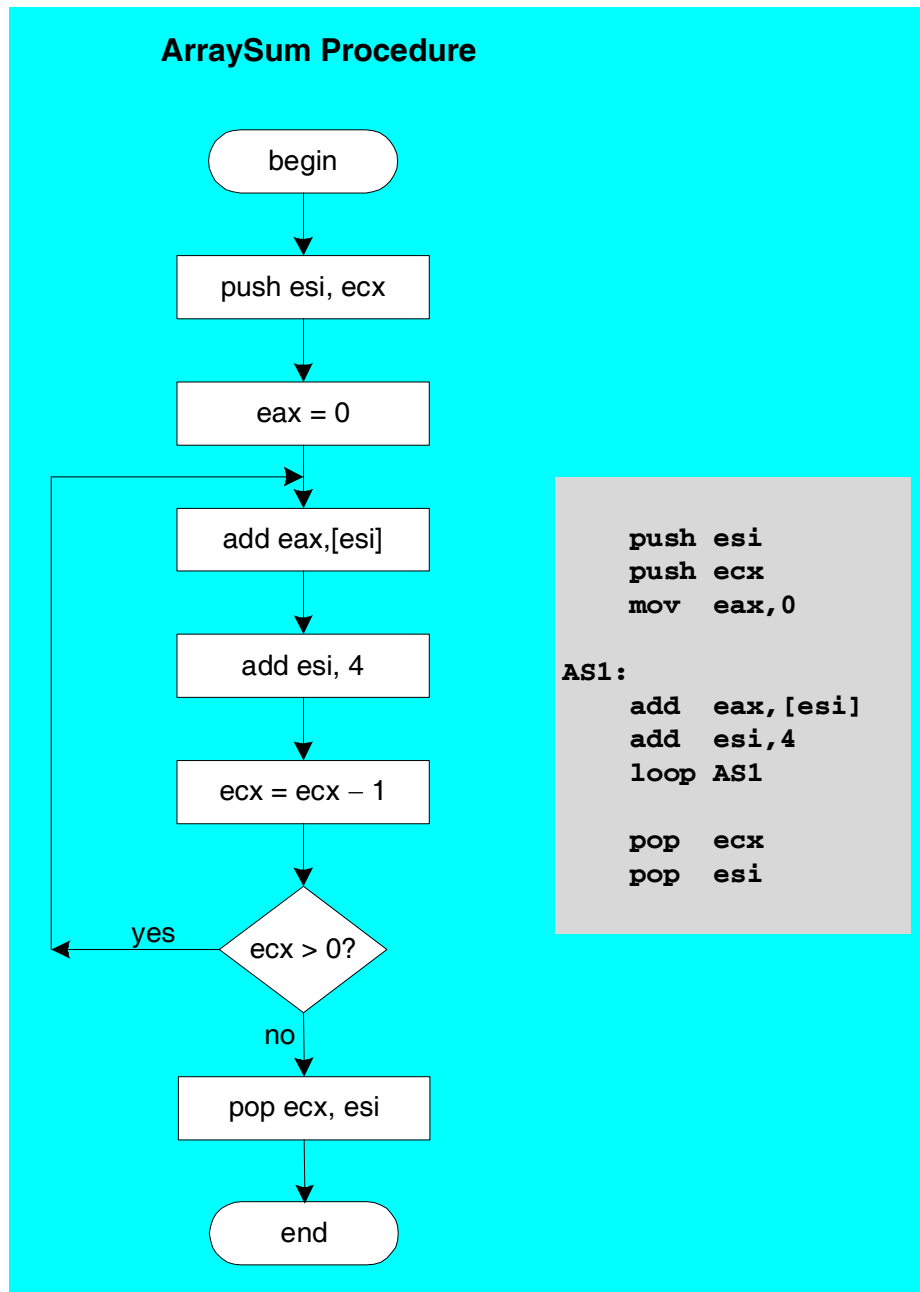 ArraySum Procedure
begin
push esi, ecx
eax = 0
add eax,[esi]
add esi, 4
ecx = ecx − 1
ecx > 0?
yes
no
pop ecx, esi
end
push esi
push ecx
mov eax,0
AS1:
add eax,[esi]
add esi,4
loop AS1
pop ecx
pop esi